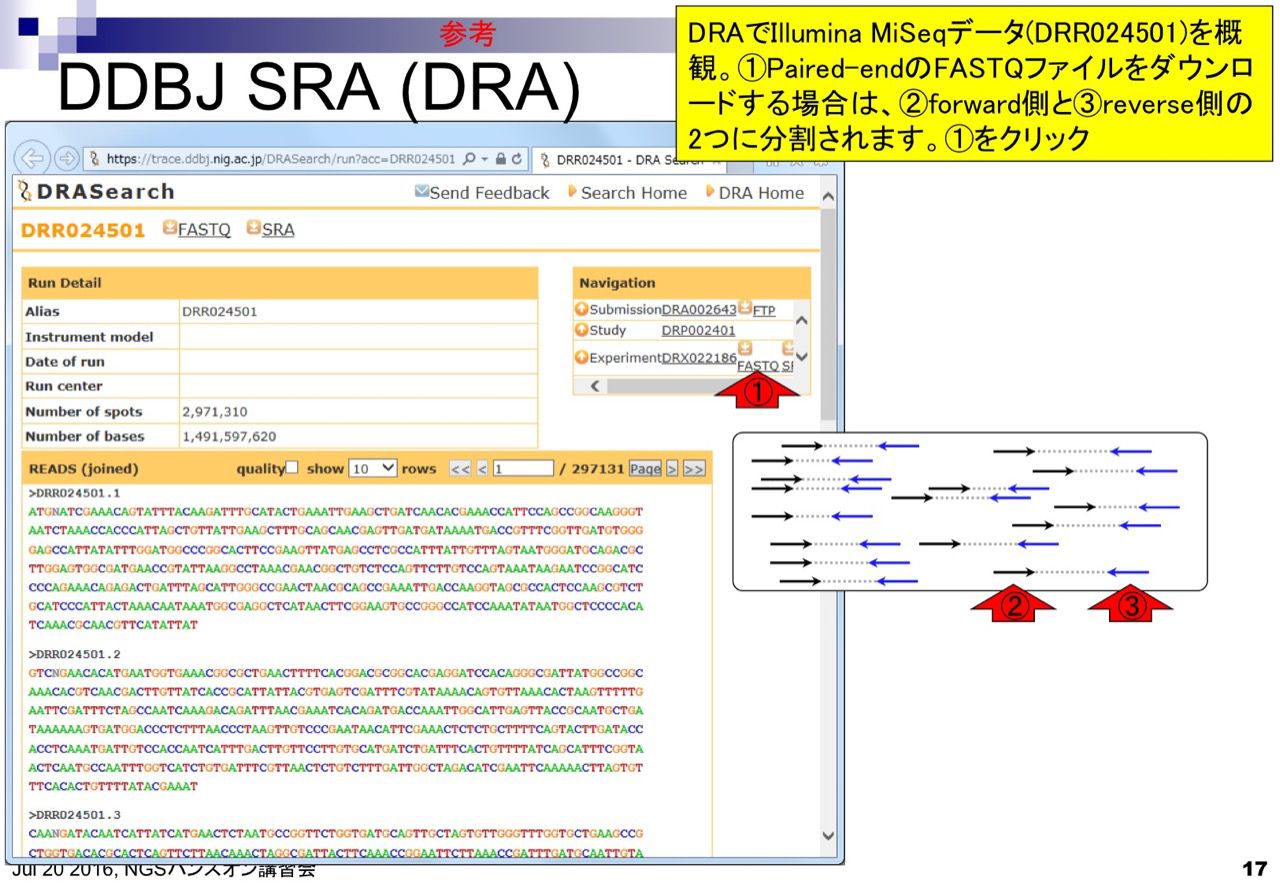 参考
DDBJ SRA (DRA)
DRAでIllumina MiSeqデータ(DRR024501)を概
観。①Paired-endのFASTQファイルをダウンロ
ードする場合は、②forward側と③reverse側の
2つに分割されます。①をクリック
https://trace.ddbj.nig.ac.jp/DRASearch/run?acc=DRR024501
DRR024501 - DRA Search
DRASearch
Send Feedback Search Home DRA Home
DRR024501 FASTQ SRA
Run Detail
Alias DRR024501
Instrument model
Date of run
Run center
Number of spots 2,971,310
Number of bases 1,491,597,620
Navigation
Submission DRA002643 FTP
Study DRP002401
Experiment DRX022186 FASTQ
①
READS (joined) quality show 10 rows << < 1 / 297131 Page > >>
>DRR024501.1
ATGNATCGAAACAGTATTTACAAGATTTGCATACTGAAATTGAAGCTGATCAACACGAAACCATTCCAGCCGGCAAGGGT
AATCTAAACCACCCATTAGCTGTTATTGAAGCTTTGCAGCAACGAGTTGATGATAAAATGACCGTTTCGGTTGATGTGGG
GAGCCATTATATTTGGATGGCCCGGCACTTCCGAAGTTATGAGCCTCGCCATTTATTGTTTAGTAATGGGATGCAGACGC
TTGGAGTGGCGATGAACCGTATTAAGGCCTAAACGAACGGCTGTCTCCAGTTCTTGTCCAGTAAATAAGAATCCGGCATC
CCCAGAAACAGAGACTGATTTAGCATTGGGCCGAACTAACGCAGCCGAAATTGACCAAGGTAGCGCCACTCCAAGCGTCT
GCATCCCATTACTAAACAATAAATGGCGAGGCTCATAACTTCGGAAGTGCCGGGCCATCCAAATATAATGGCTCCCCACA
TCAAACGCAACGTTCATATTAT
>DRR024501.2
GTCNGAACACATGAATGGTGAAACGGCGCTGAACTTTTCACGGACGCGGCACGAGGATCCACAGGGCGATTATGGCCGGC
AAACACGTCAACGACTTGTTATCACCGCATTATTACGTGAGTCGATTTCGTATAAAACAGTGTTAAACACTAAGTTTTTG
AATTCGATTTCTAGCCAATCAAAGACAGATTTAACGAAATCACAGATGACCAAATTGGCATTGAGTTACCGCAATGCTGA
TAAAAAAGTGATGGACCCTCTTTAACCCTAAGTTGTCCCGAATAACATTCGAAACTCTCTGCTTTTCAGTACTTGATACC
ACCTCAAATGATTGTCCACCAATCATTTGACTTGTTCCTTGTGCATGATCTGATTTCACTGTTTTATCAGCATTTCGGTA
ACTCAATGCCAATTTGGTCATCTGTGATTTCGTTAACTCTGTCTTTGATTGGCTAGACATCGAATTCAAAAACTTAGTGT
TTCACACTGTTTTATACGAAAT
>DRR024501.3
CAANGATACAATCATTATCATGAACTCTAATGCCGGTTCTGGTGATGCAGTTGCTAGTGTTGGGTTTGGTGCTGAAGCCG
CTGGTGACACGCACTCAGTTCTTAACAAACTAGGCGATTACTTCAAACCGGAATTCTTAAACCGATTTGATGCAATTGTA
② ③
Jul 20 2016, NGSハンズオン講習会
17